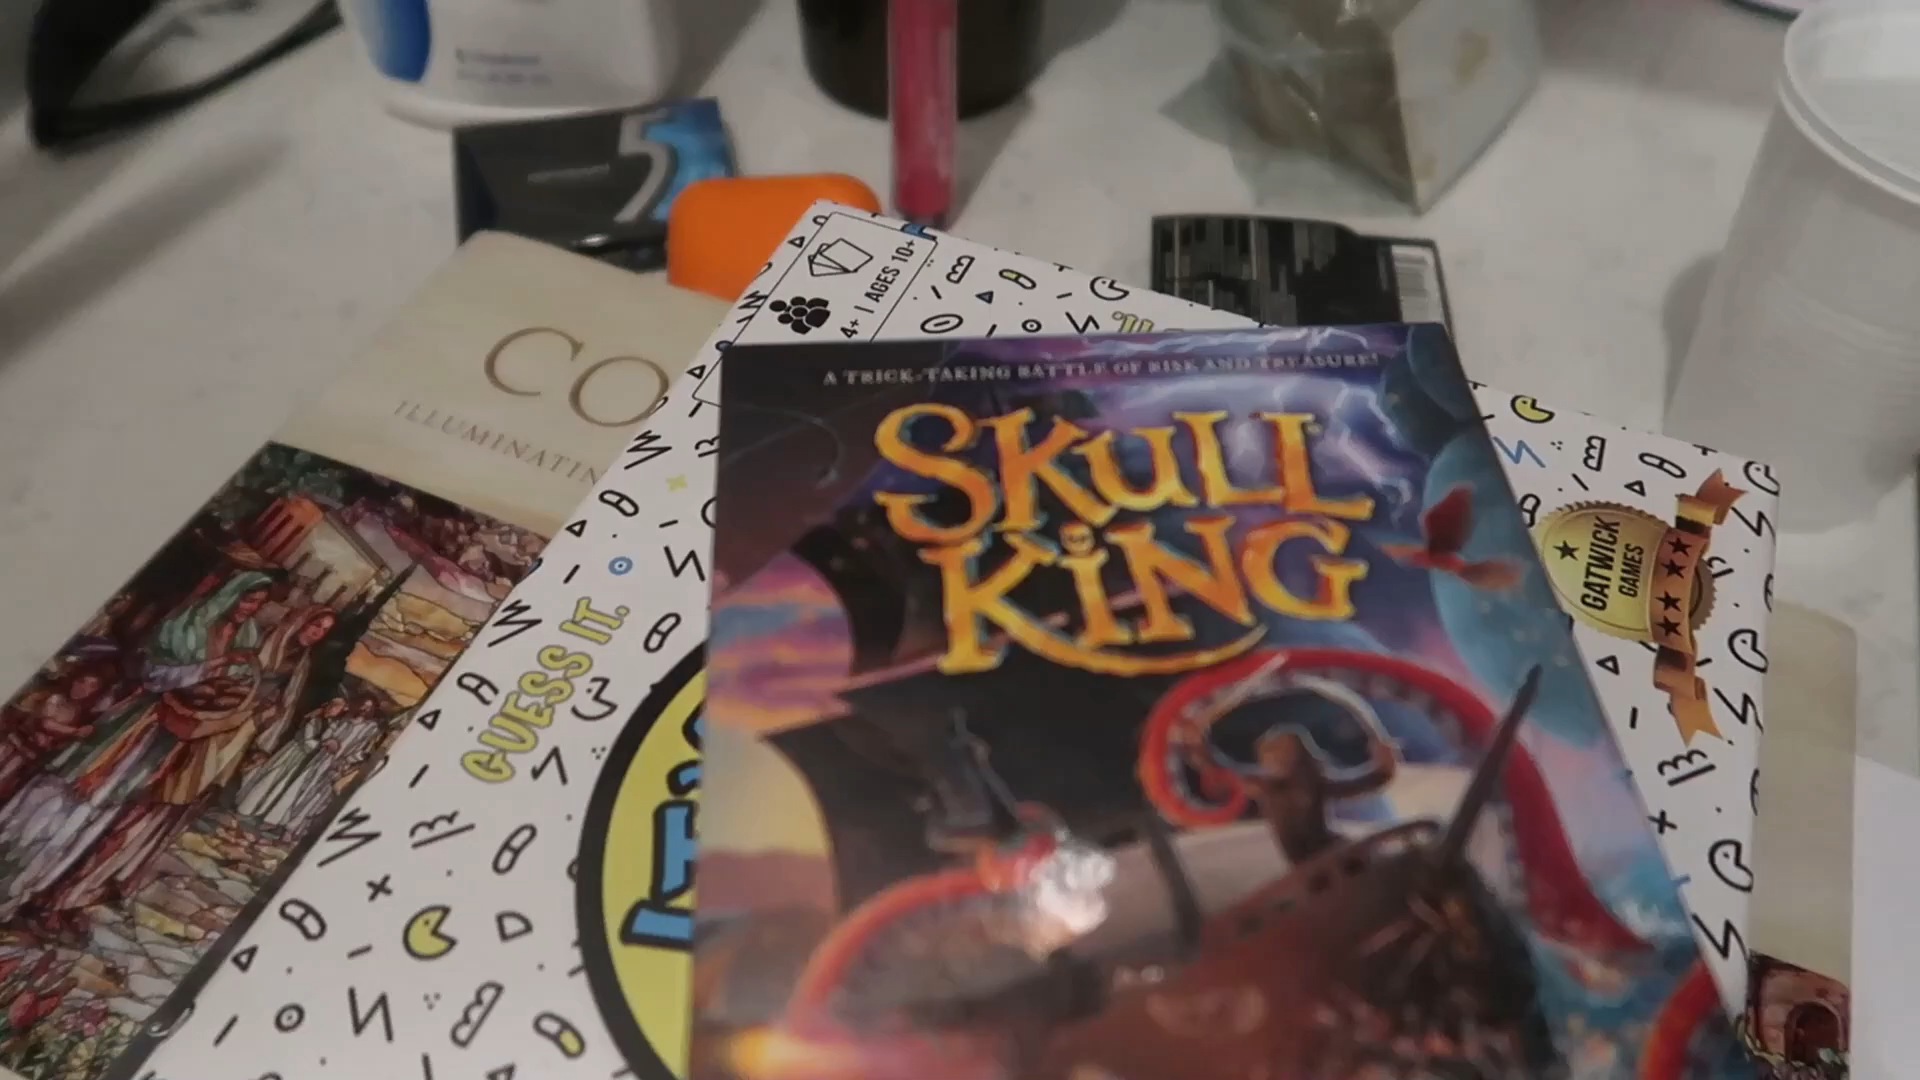 5
CO
ILLUMINATIN
4+ | AGES 10+
GUESS IT.
IT'
A TRICK-TAKING BATTLE OF RISK AND TREASURE!
SKULL
KING
GATWICK
GAMES